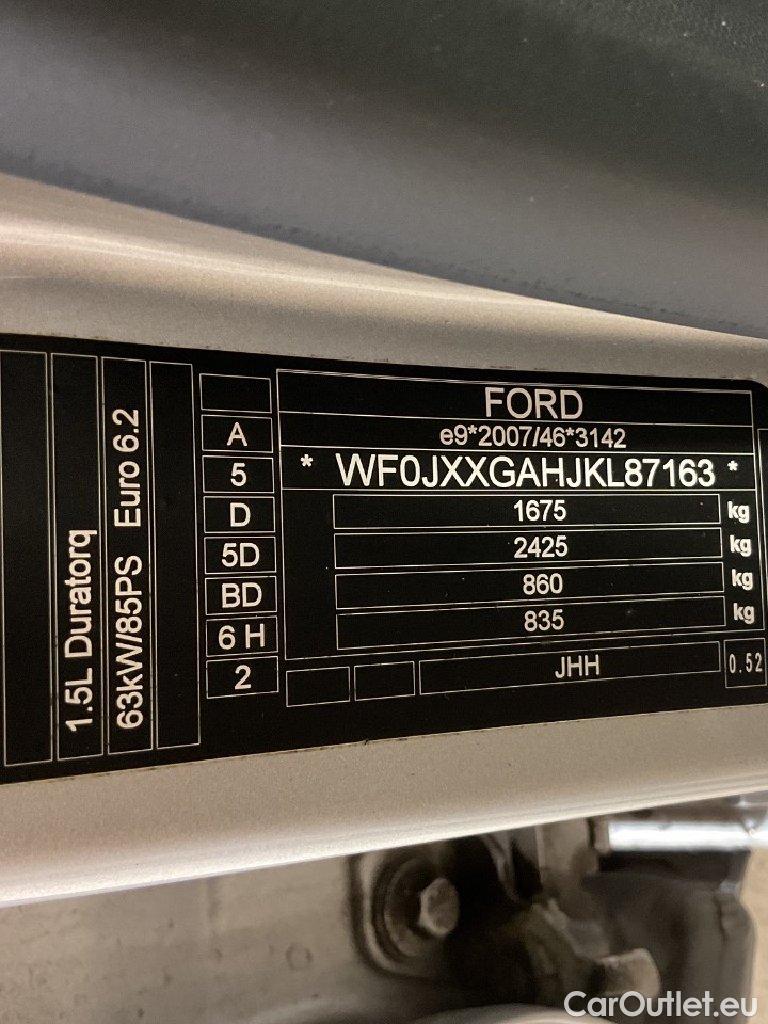 1.5L Duratorq
63kW/85PS Euro 6.2
A
5
D
5D
BD
6 H
2
FORD
e9*2007/46*3142
* WF0JXXGAHJKL87163 *
1675 kg
2425 kg
860 kg
835 kg
JHH 0.52
CarOutlet.eu